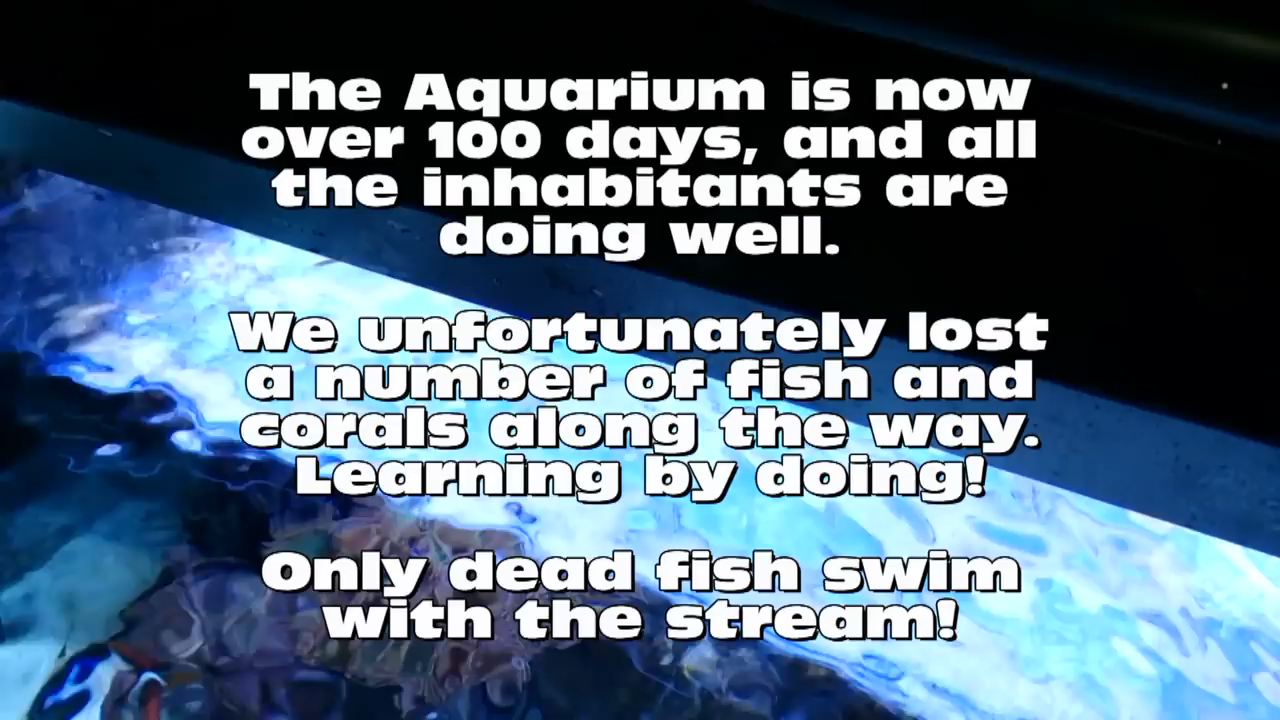 The Aquarium is now
over 100 days, and all
the inhabitants are
doing well.
We unfortunately lost
a number of fish and
corals along the way.
Learning by doing!
Only dead fish swim
with the stream!